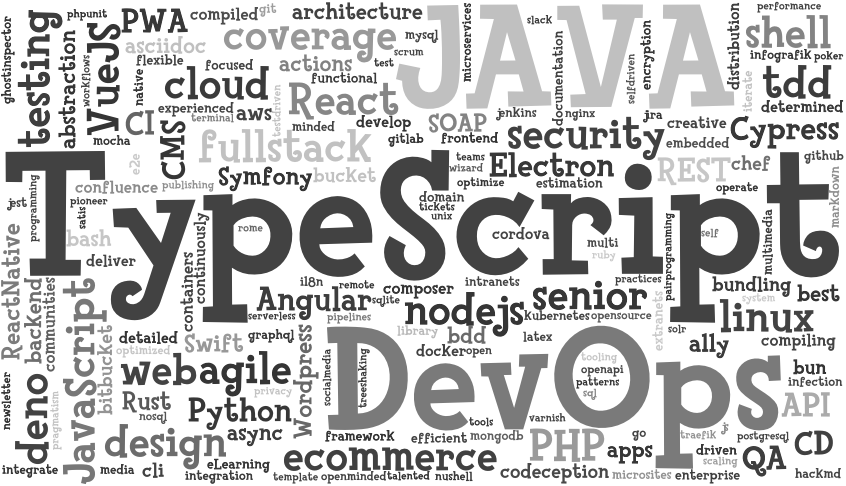 phpunit
PWA
compiled
git
architecture
JAVA
slack
microservices
performance
ghostinspector
testing
abstraction
workflows
VueJS
asciidoc
flexible
native
focused
coverage
mysql
scrum
actions
test
functional
documentation
selfdriven
encryption
distribution
shell
infografik
poker
iterate
tdd
determined
cloud
experienced
terminal
aws
testdriven
React
minded
develop
gitlab
SOAP
frontend
jenkins
nginx
jra
creative
embedded
Cypress
CI
mocha
e2e
CMS
fullstack
security
github
REST
chef
TypeScript
programming
jest
pioneer
satis
confluence
publishing
Symfony
bucket
teams
wizard
optimize
Electron
estimation
domain
tickets
unix
operate
markdown
bash
deliver
rome
cordova
multi
ruby
self
pairprogramming
multimedia
ReactNative
backend
communities
containers
continuously
i18n
remote
composer
intranets
practices
bundling
system
best
JavaScript
bitbucket
Angular
sqlite
serverless
pipelines
nodejs
senior
kubernetes
opensource
extranets
solr
linux
detailed
optimized
Swift
graphql
Wordpress
library
bdd
latex
docker
open
ally
compiling
DevOps
socialmedia
treeshaking
tooling
openapi
patterns
sql
webagile
privacy
bun
infection
newsletter
deno
pragmatism
Rust
nosql
Python
API
design
async
framework
efficient
tools
mongodb
varnish
PHP
go
apps
traefik
jr
driven
scaling
postgresql
QA
CD
integrate
media
cli
eLearning
integration
ecommerce
template
openminded
talented
nushell
codeception
microsites
enterprise
hackmd